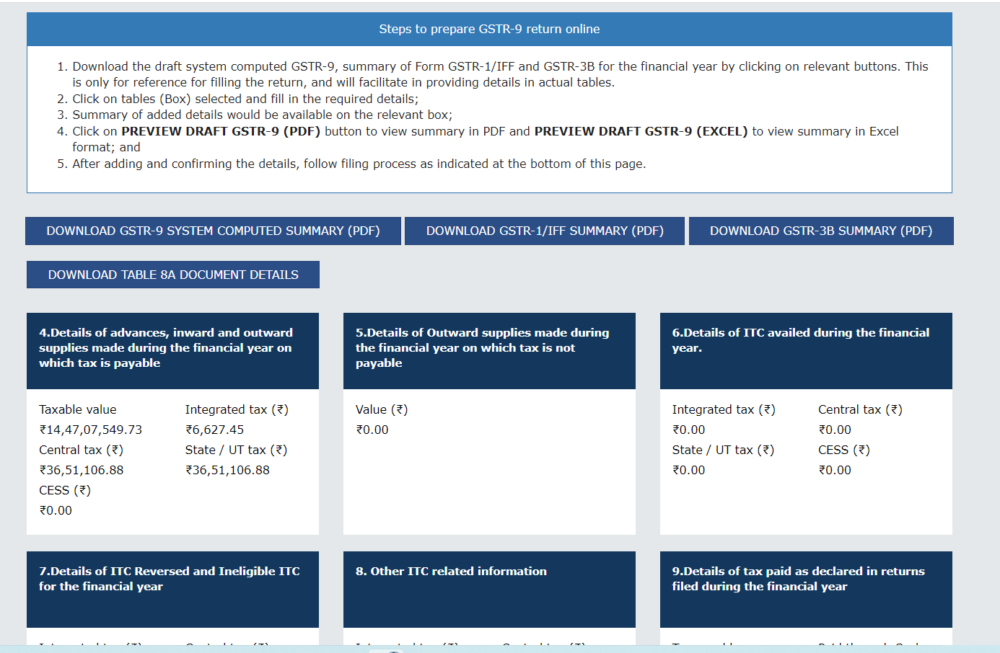 Steps to prepare GSTR-9 return online
1. Download the draft system computed GSTR-9, summary of Form GSTR-1/IFF and GSTR-3B for the financial year by clicking on relevant buttons. This
is only for reference for filling the return, and will facilitate in providing details in actual tables.
2. Click on tables (Box) selected and fill in the required details;
3. Summary of added details would be available on the relevant box;
4. Click on PREVIEW DRAFT GSTR-9 (PDF) button to view summary in PDF and PREVIEW DRAFT GSTR-9 (EXCEL) to view summary in Excel
format; and
5. After adding and confirming the details, follow filing process as indicated at the bottom of this page.
DOWNLOAD GSTR-9 SYSTEM COMPUTED SUMMARY (PDF)
DOWNLOAD GSTR-1/IFF SUMMARY (PDF)
DOWNLOAD GSTR-3B SUMMARY (PDF)
DOWNLOAD TABLE 8A DOCUMENT DETAILS
4.Details of advances, inward and outward
supplies made during the financial year on
which tax is payable
Taxable value Integrated tax (₹)
₹14,47,07,549.73 ₹6,627.45
Central tax (₹) State / UT tax (₹)
₹36,51,106.88 ₹36,51,106.88
CESS (₹)
₹0.00
5.Details of Outward supplies made during
the financial year on which tax is not
payable
Value (₹)
₹0.00
6.Details of ITC availed during the financial
year.
Integrated tax (₹) Central tax (₹)
₹0.00 ₹0.00
State / UT tax (₹) CESS (₹)
₹0.00 ₹0.00
7.Details of ITC Reversed and Ineligible ITC
for the financial year
8. Other ITC related information
9.Details of tax paid as declared in returns
filed during the financial year